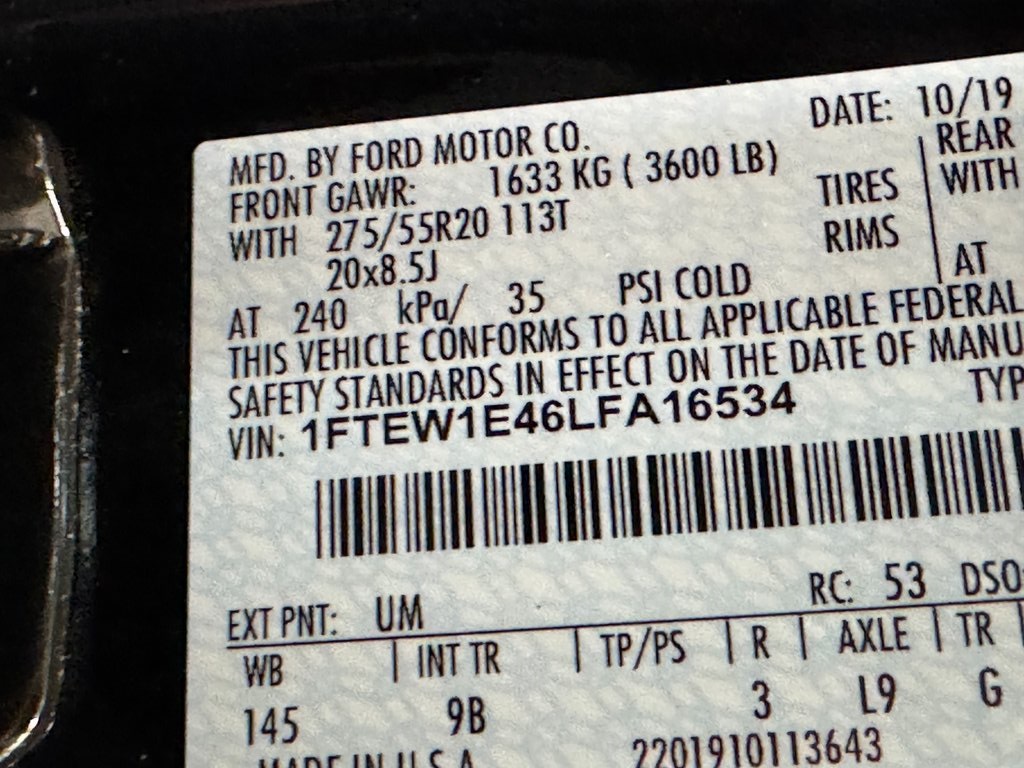 DATE: 10/19
MFD. BY FORD MOTOR CO.
FRONT GAWR: 1633 KG ( 3600 LB) REAR
WITH 275/55R20 113T TIRES WITH
20x8.5J RIMS
AT 240 kPa/ 35 PSI COLD AT
THIS VEHICLE CONFORMS TO ALL APPLICABLE FEDERAL
SAFETY STANDARDS IN EFFECT ON THE DATE OF MANU
VIN: 1FTEW1E46LFA16534 TYP
EXT PNT: UM RC: 53 DSO:
WB | INT TR | TP/PS | R | AXLE | TR
145 9B 3 L9 G
MADE IN U.S.A. 2201910113643